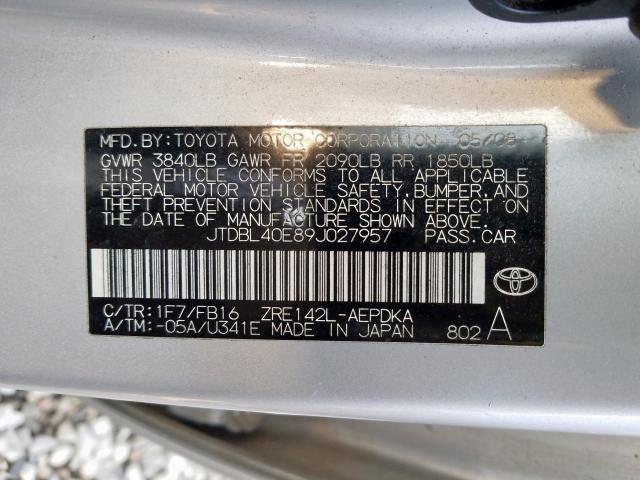 MFD. BY: TOYOTA MOTOR CORPORATION 05/08
GVWR 3840LB GAWR FR 2090LB RR 1850LB
THIS VEHICLE CONFORMS TO ALL APPLICABLE
FEDERAL MOTOR VEHICLE SAFETY, BUMPER, AND
THEFT PREVENTION STANDARDS IN EFFECT ON
THE DATE OF MANUFACTURE SHOWN ABOVE.
JTDBL40E89J027957 PASS. CAR
C/TR: 1F7/FB16 ZRE142L-AEPDKA
A/TM: -05A/U341E MADE IN JAPAN 802 A